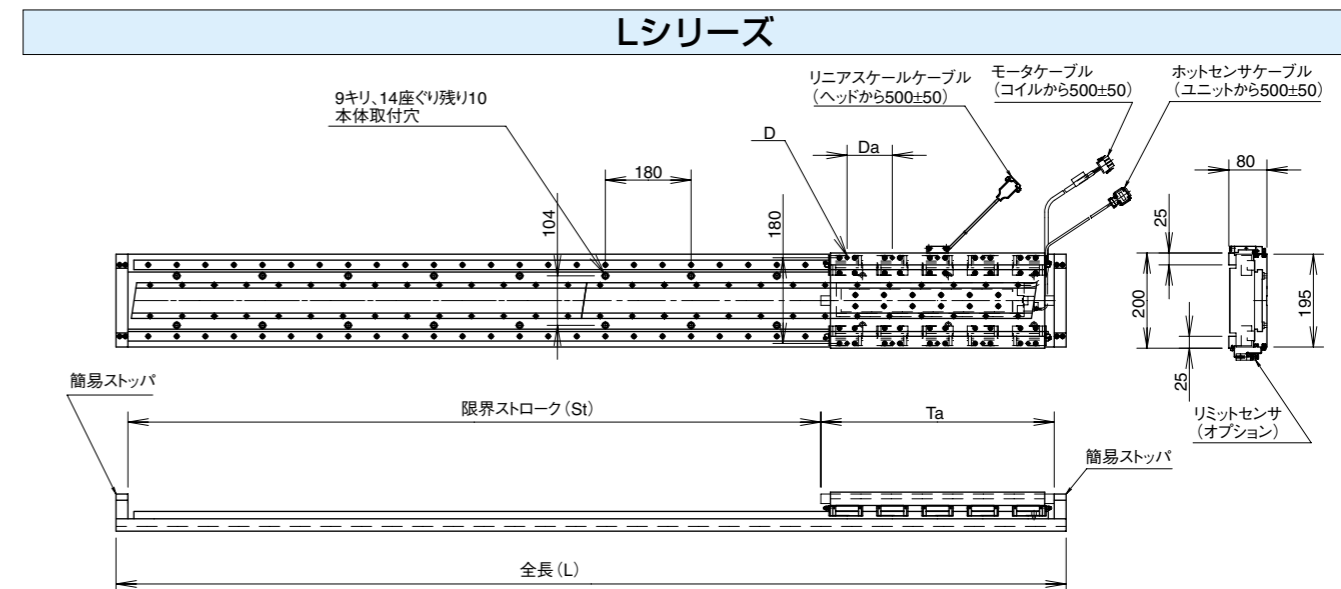 Lシリーズ
リニアスケールケーブル
(ヘッドから500±50)
モータケーブル
(コイルから500±50)
ホットセンサケーブル
(ユニットから500±50)
9キリ、14座ぐり残り10
本体取付穴
D
Da
180
104
180
80
25
200
195
25
リミットセンサ
(オプション)
簡易ストッパ
限界ストローク(St)
Ta
簡易ストッパ
全長(L)